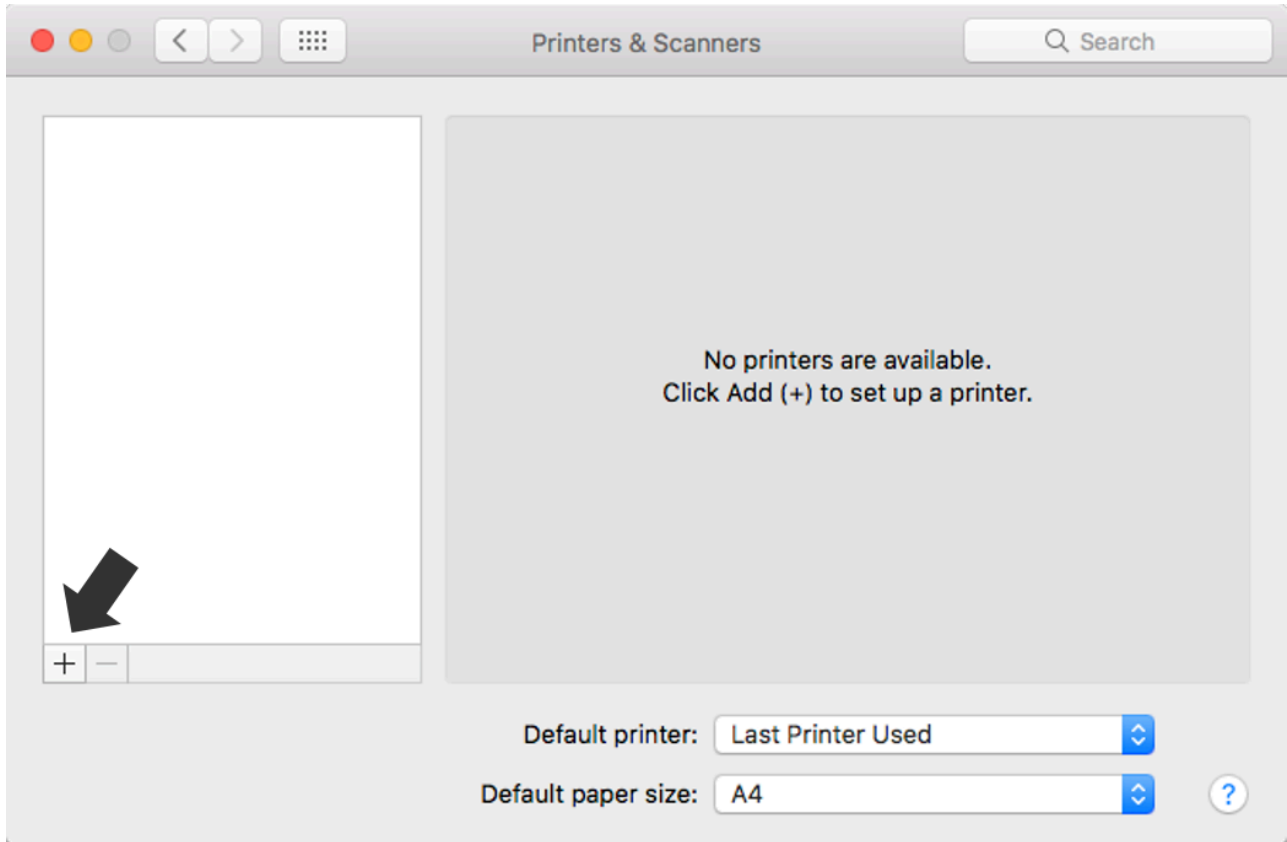 Printers & Scanners
Search
No printers are available.
Click Add (+) to set up a printer.
+ −
Default printer: Last Printer Used
Default paper size: A4
?